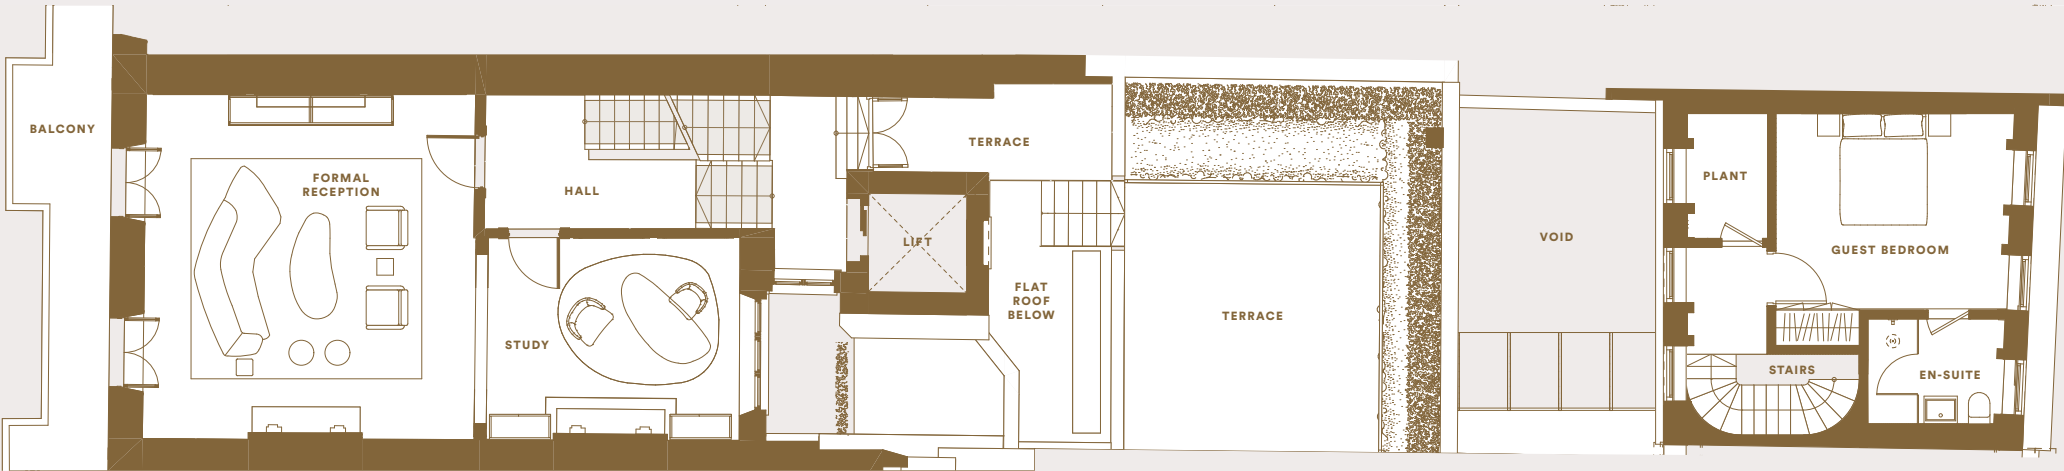 BALCONY
FORMAL
RECEPTION
HALL
STUDY
LIFT
TERRACE
FLAT
ROOF
BELOW
TERRACE
VOID
PLANT
GUEST BEDROOM
STAIRS
EN-SUITE